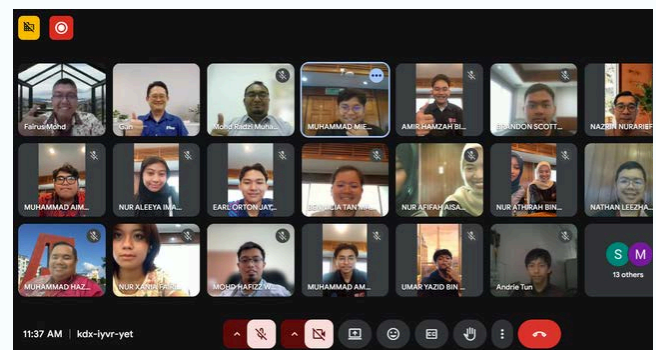 Fairus Mohd
Gun
Mohd Radzi Muha...
MUHAMMAD MIE...
AMIR HAMZAH BI...
BRANDON SCOTT...
NAZRIN NURARIEF
MUHAMMAD AIM...
NUR ALEEYA IMA...
EARL ORTON JAY...
NUR AFIFAH AISA...
NUR ATHIRAH BIN...
NATHAN LEEZHA...
MUHAMMAD HAZ...
NUR XANIA FAIR...
MOHD HAFIZZ W...
MUHAMMAD AM...
UMAR YAZID BIN ...
Andrie Tun
S M
13 others
11:37 AM | kdx-iyvr-yet